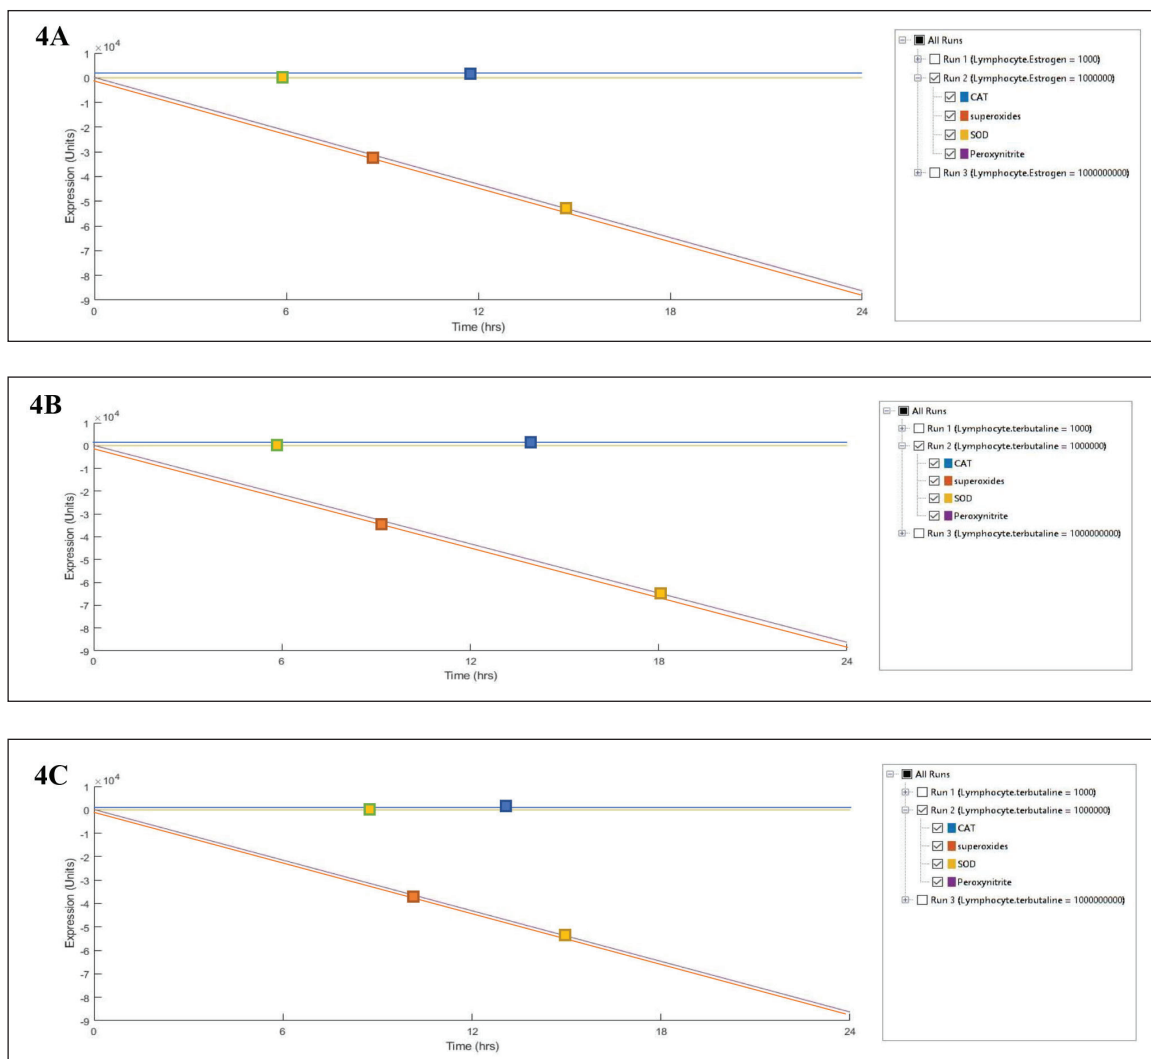 4A
×10^4
1
0
-1
-2
-3
-4
-5
-6
-7
-8
-9
Expression (Units)
0 6 12 18 24
Time (hrs)
All Runs
Run 1 (Lymphocyte.Estrogen = 1000)
Run 2 (Lymphocyte.Estrogen = 1000000)
CAT
superoxides
SOD
Peroxynitrite
Run 3 (Lymphocyte.Estrogen = 1000000000)
4B
×10^4
1
0
-1
-2
-3
-4
-5
-6
-7
-8
-9
Expression (Units)
0 6 12 18 24
Time (hrs)
All Runs
Run 1 (Lymphocyte.terbutaline = 1000)
Run 2 (Lymphocyte.terbutaline = 1000000)
CAT
superoxides
SOD
Peroxynitrite
Run 3 (Lymphocyte.terbutaline = 1000000000)
4C
×10^4
1
0
-1
-2
-3
-4
-5
-6
-7
-8
-9
Expression (Units)
0 6 12 18 24
Time (hrs)
All Runs
Run 1 (Lymphocyte.terbutaline = 1000)
Run 2 (Lymphocyte.terbutaline = 1000000)
CAT
superoxides
SOD
Peroxynitrite
Run 3 (Lymphocyte.terbutaline = 1000000000)